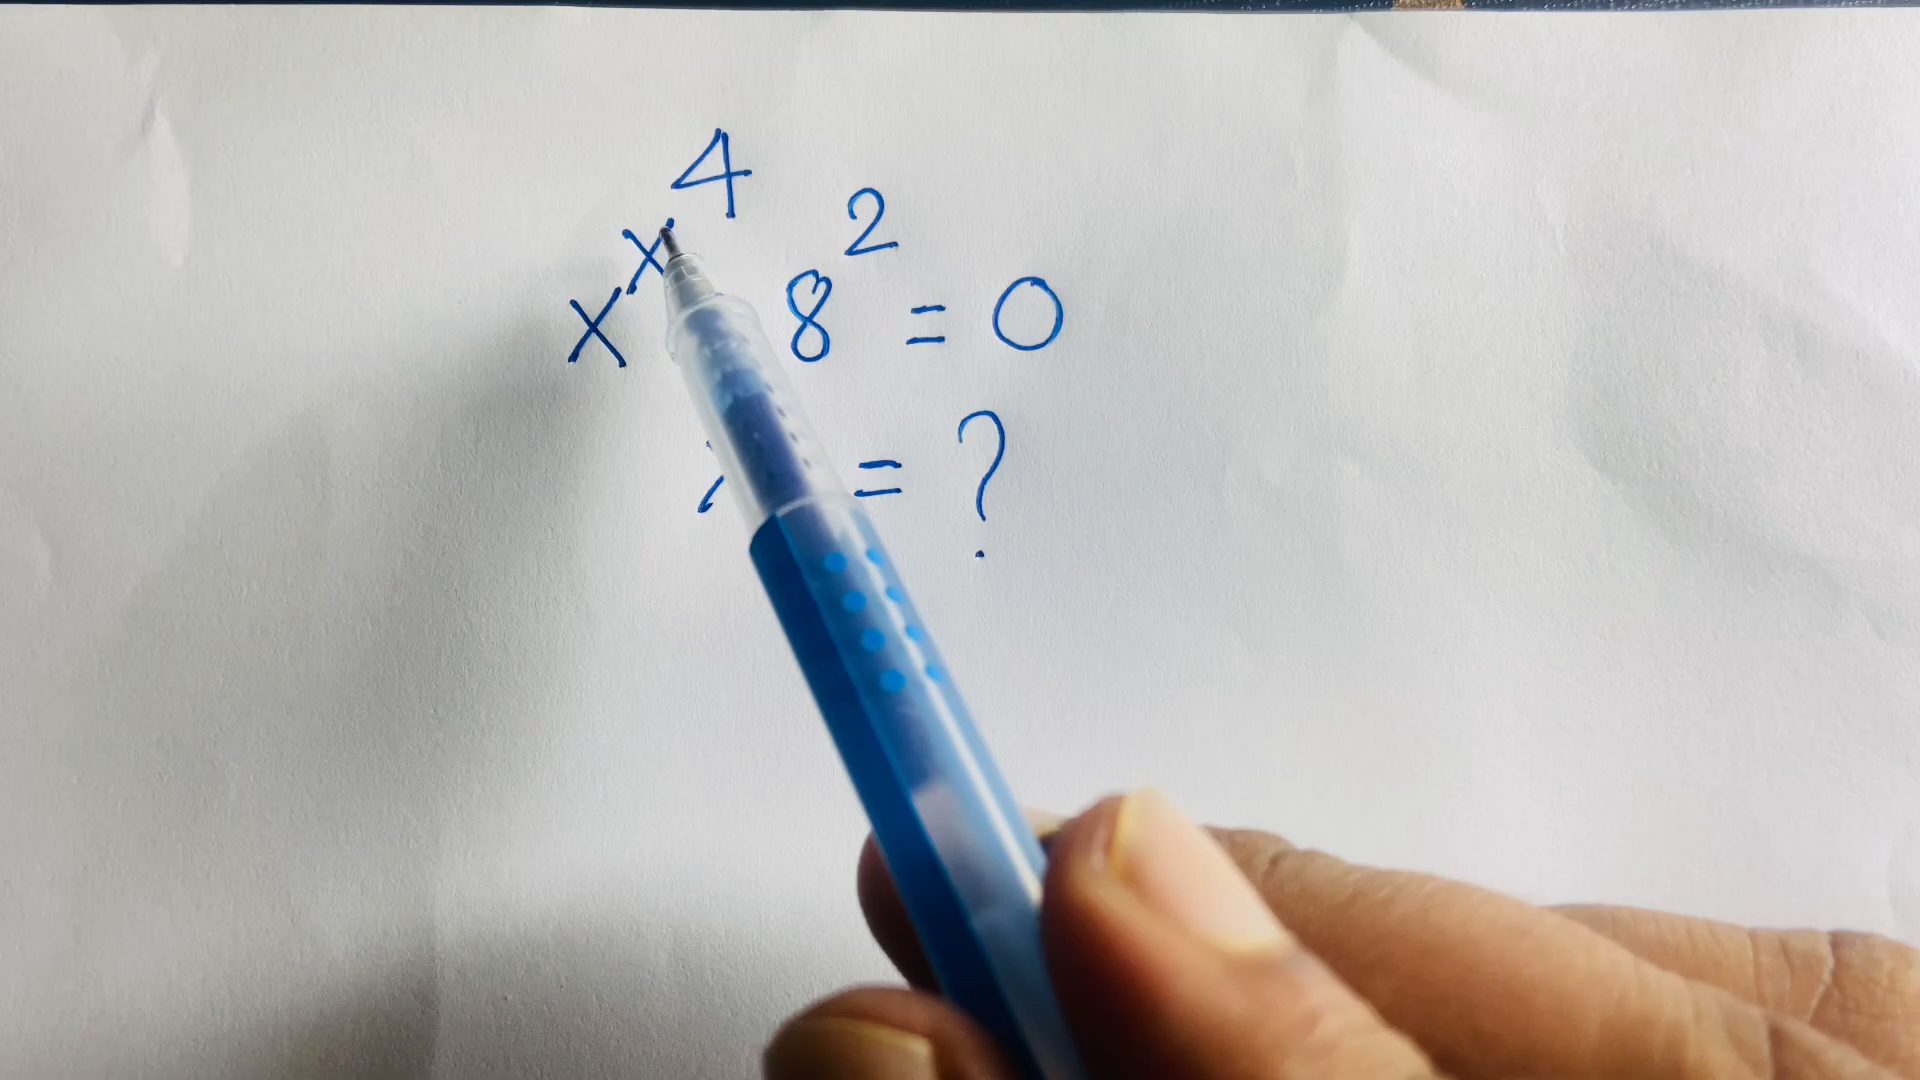 x^x^4 8^2 = 0
= ?